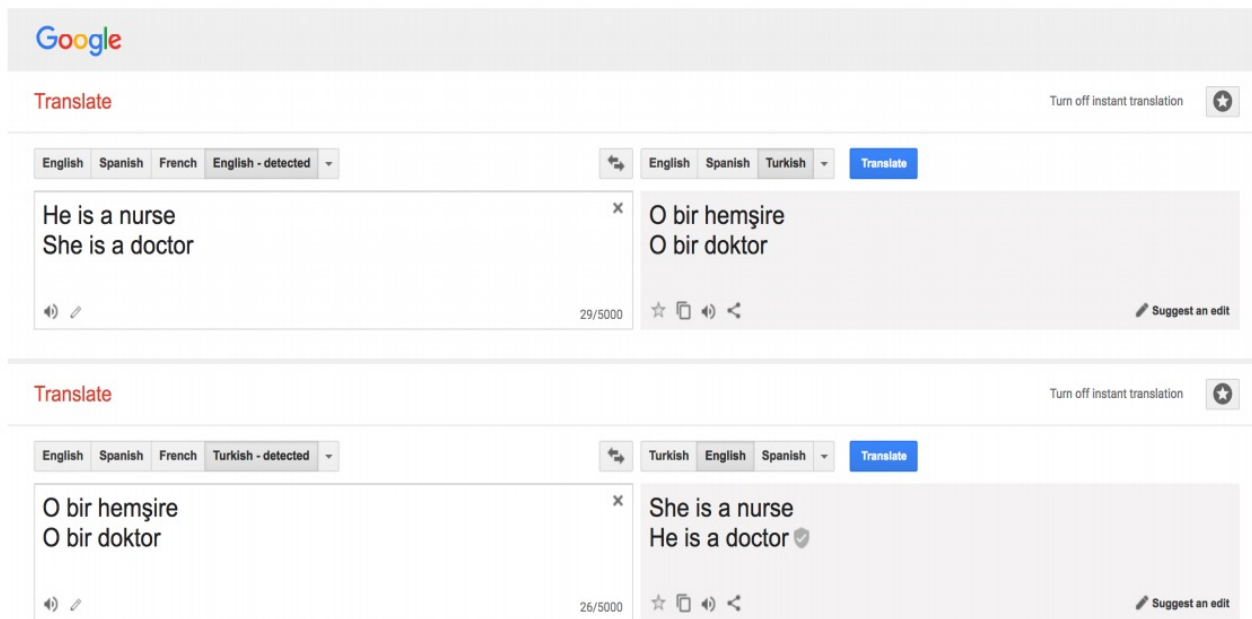 Google
Translate
Turn off instant translation
English Spanish French English - detected
English Spanish Turkish Translate
He is a nurse
She is a doctor
29/5000
O bir hemşire
O bir doktor
Suggest an edit
Translate
Turn off instant translation
English Spanish French Turkish - detected
Turkish English Spanish Translate
O bir hemşire
O bir doktor
26/5000
She is a nurse
He is a doctor
Suggest an edit